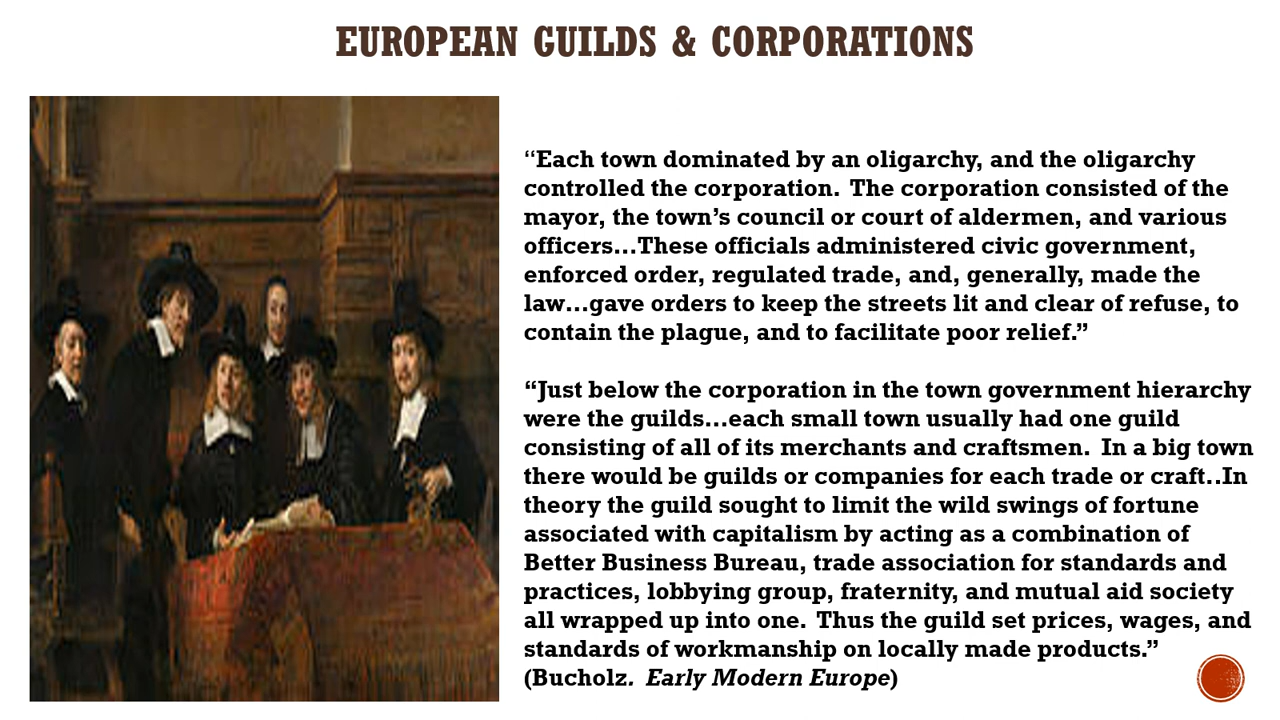 EUROPEAN GUILDS & CORPORATIONS
“Each town dominated by an oligarchy, and the oligarchy
controlled the corporation.  The corporation consisted of the
mayor, the town’s council or court of aldermen, and various
officers…These officials administered civic government,
enforced order, regulated trade, and, generally, made the
law…gave orders to keep the streets lit and clear of refuse, to
contain the plague, and to facilitate poor relief.”
“Just below the corporation in the town government hierarchy
were the guilds…each small town usually had one guild
consisting of all of its merchants and craftsmen.  In a big town
there would be guilds or companies for each trade or craft..In
theory the guild sought to limit the wild swings of fortune
associated with capitalism by acting as a combination of
Better Business Bureau, trade association for standards and
practices, lobbying group, fraternity, and mutual aid society
all wrapped up into one.  Thus the guild set prices, wages, and
standards of workmanship on locally made products.”
(Bucholz.  Early Modern Europe)